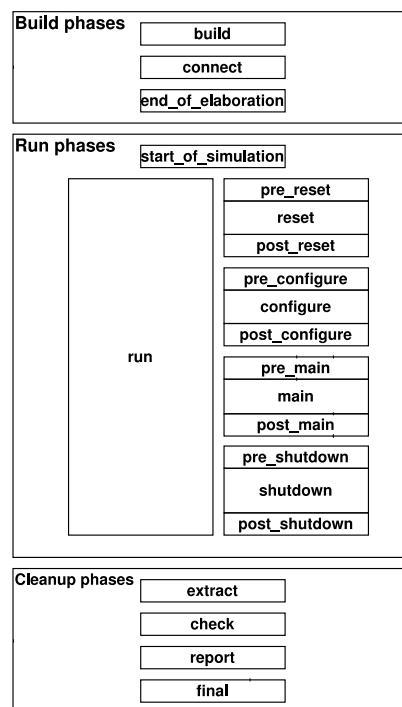 Build phases
build
connect
end_of_elaboration
Run phases
start_of_simulation
run
pre_reset
reset
post_reset
pre_configure
configure
post_configure
pre_main
main
post_main
pre_shutdown
shutdown
post_shutdown
Cleanup phases
extract
check
report
final